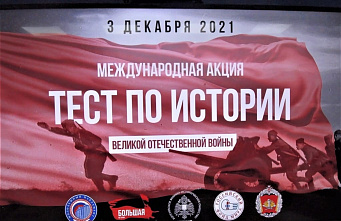 3 ДЕКАБРЯ 2021
МЕЖДУНАРОДНАЯ АКЦИЯ
ТЕСТ ПО ИСТОРИИ
ВЕЛИКОЙ ОТЕЧЕСТВЕННОЙ ВОЙНЫ
БОЛЬШАЯ